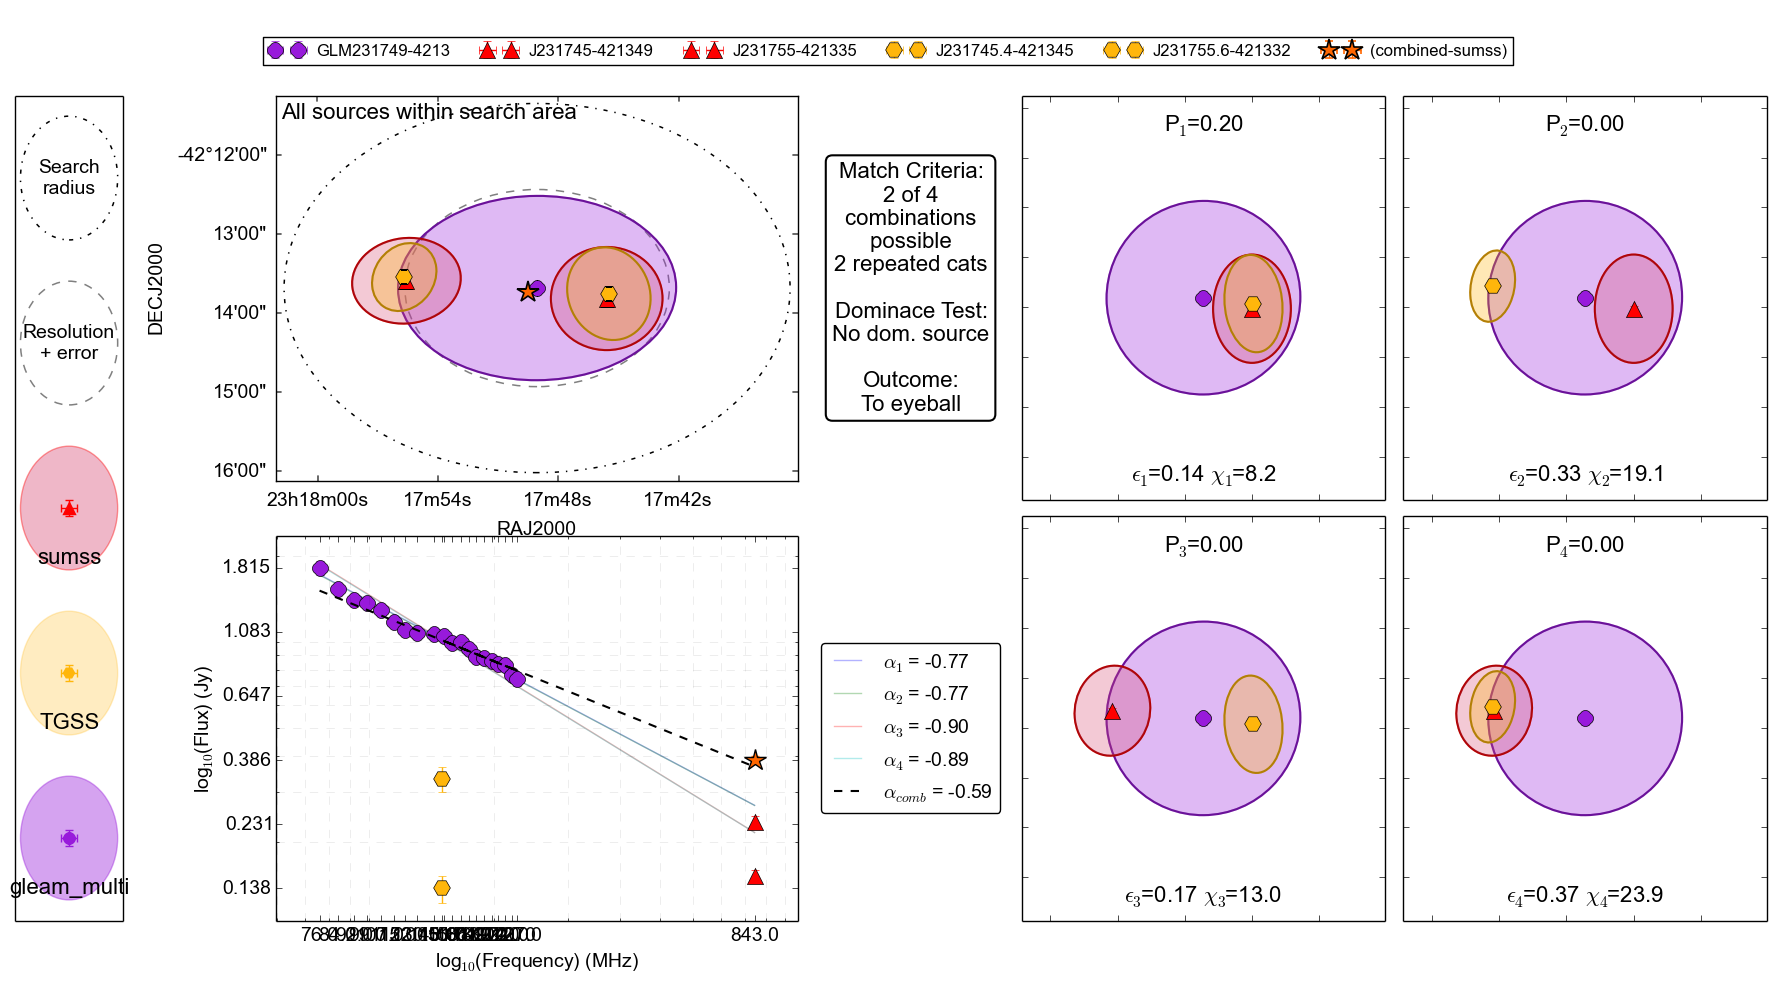 GLM231749-4213 J231745-421349 J231755-421335 J231745.4-421345 J231755.6-421332 (combined-sumss)
Search
radius
Resolution
+ error
sumss
TGSS
gleam_multi
All sources within search area
DECJ2000
-42°12'00"
13'00"
14'00"
15'00"
16'00"
23h18m00s 17m54s 17m48s 17m42s
RAJ2000
Match Criteria:
2 of 4
combinations
possible
2 repeated cats
Dominace Test:
No dom. source
Outcome:
To eyeball
log₁₀(Flux) (Jy)
1.815
1.083
0.647
0.386
0.231
0.138
843.0
log₁₀(Frequency) (MHz)
α₁ = -0.77
α₂ = -0.77
α₃ = -0.90
α₄ = -0.89
α_comb = -0.59
P₁=0.20
ϵ₁=0.14 χ₁=8.2
P₂=0.00
ϵ₂=0.33 χ₂=19.1
P₃=0.00
ϵ₃=0.17 χ₃=13.0
P₄=0.00
ϵ₄=0.37 χ₄=23.9